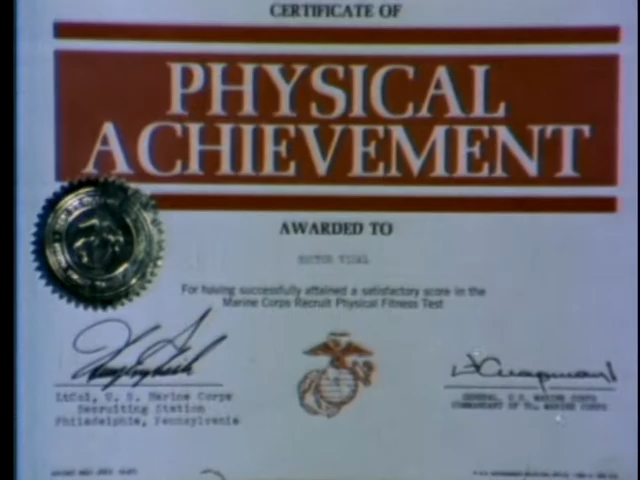 CERTIFICATE OF
PHYSICAL
ACHIEVEMENT
AWARDED TO
For having successfully attained a satisfactory score in the
Marine Corps Recruit Physical Fitness Test
LtCol, U. S. Marine Corps
Recruiting Station
Philadelphia, Pennsylvania
GENERAL, U.S. MARINE CORPS
COMMANDANT OF MARINE CORPS